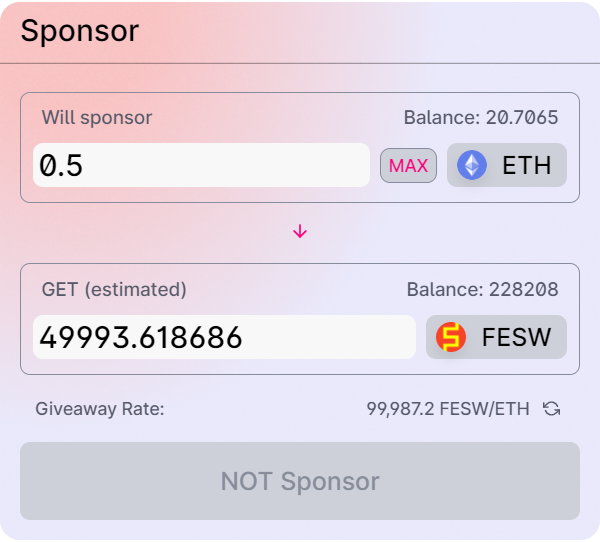 Sponsor
Will sponsor Balance: 20.7065
0.5 MAX ETH
GET (estimated) Balance: 228208
49993.618686 FESW
Giveaway Rate: 99,987.2 FESW/ETH
NOT Sponsor